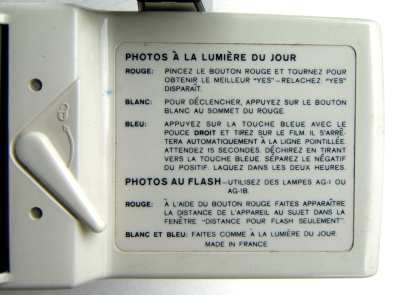 PHOTOS À LA LUMIÈRE DU JOUR
ROUGE: PINCEZ LE BOUTON ROUGE ET TOURNEZ POUR
OBTENIR LE MEILLEUR "YES"-RELACHEZ "YES"
DISPARAÎT.
BLANC: POUR DÉCLENCHER, APPUYEZ SUR LE BOUTON
BLANC AU SOMMET DU ROUGE.
BLEU: APPUYEZ SUR LA TOUCHE BLEUE AVEC LE
POUCE DROIT ET TIREZ SUR LE FILM. IL S'ARRÊ-
TERA AUTOMATIQUEMENT À LA LIGNE POINTILLÉE.
ATTENDEZ 15 SECONDES. DÉCHIREZ EN TIRANT
VERS LA TOUCHE BLEUE. SÉPAREZ LE NÉGATIF
DU POSITIF. LAQUEZ DANS LES DEUX HEURES.
PHOTOS AU FLASH-UTILISEZ DES LAMPES AG-1 OU
AG-1B.
ROUGE: À L'AIDE DU BOUTON ROUGE FAITES APPARAÎTRE
LA DISTANCE DE L'APPAREIL AU SUJET DANS LA
FENÊTRE "DISTANCE POUR FLASH SEULEMENT".
BLANC ET BLEU: FAITES COMME À LA LUMIÈRE DU JOUR.
MADE IN FRANCE